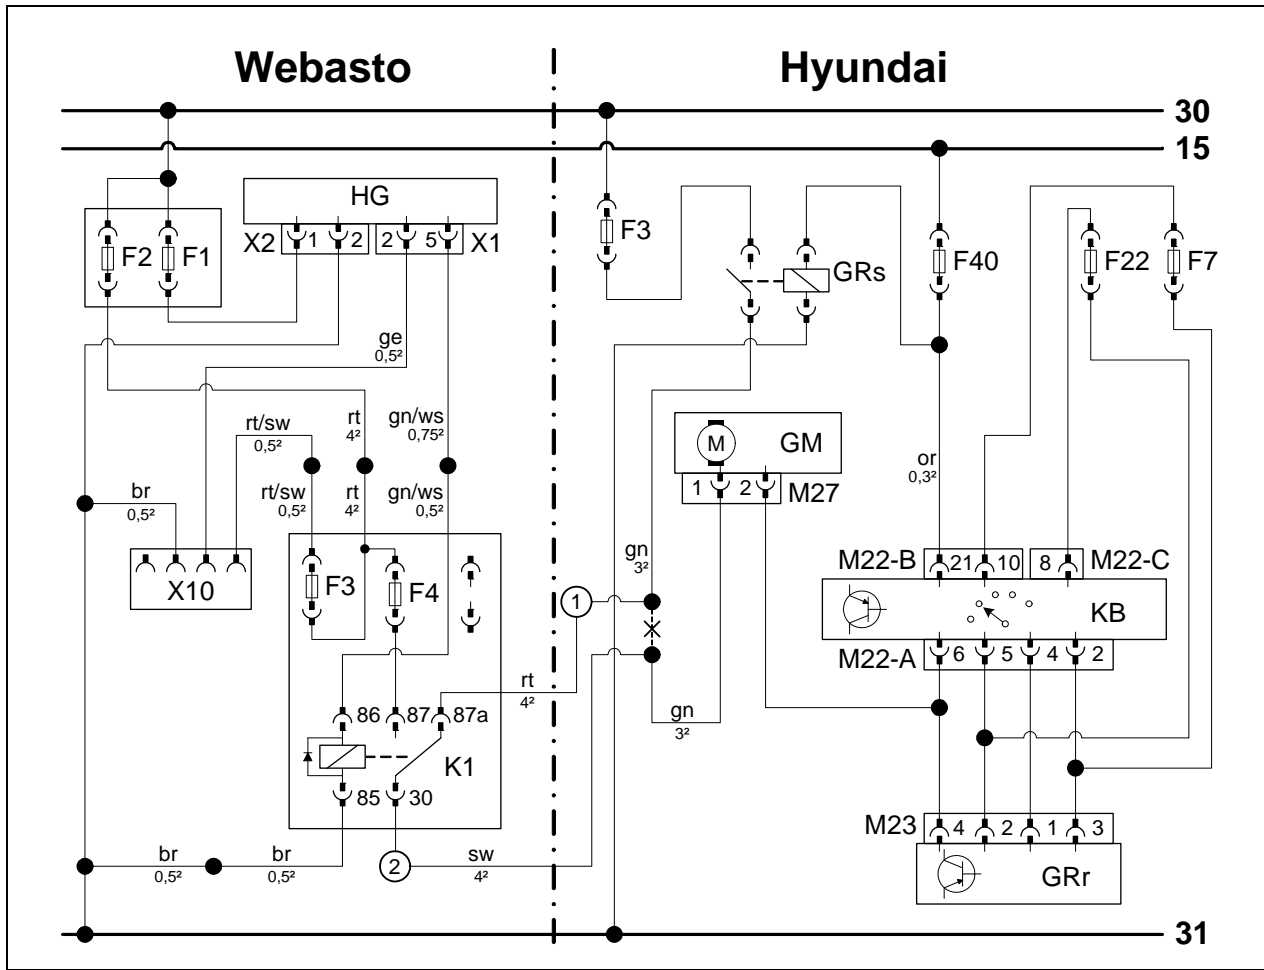 Webasto Hyundai
30
15
HG
X2 1 2 2 5 X1
F2 F1
F3
GRs
F40 F22 F7
ge
0,5²
rt/sw
0,5²
rt
4²
gn/ws
0,75²
M GM
1 2 M27
or
0,3²
br
0,5²
rt/sw
0,5²
rt
4²
gn/ws
0,5²
X10
F3 F4
gn
3²
1
M22-B 21 10 8 M22-C
KB
M22-A 6 5 4 2
rt
4²
gn
3²
86 87 87a
K1
85 30
M23 4 2 1 3
GRr
br
0,5²
br
0,5²
2
sw
4²
31